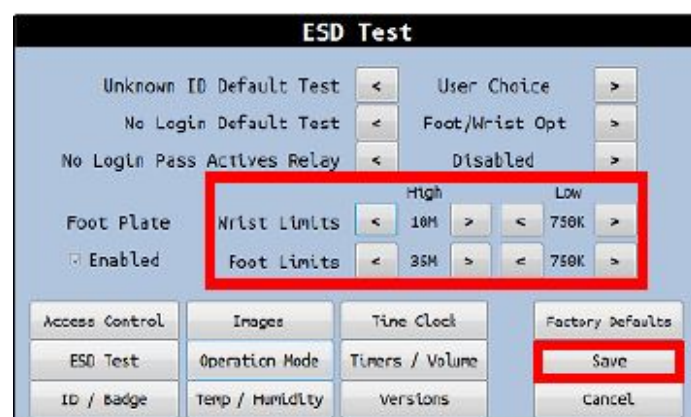 ESD Test
Unknown ID Default Test < User Choice >
No Login Default Test < Foot/Wrist Opt >
No Login Pass Actives Relay < Disabled >
High Low
Foot Plate Wrist Limits < 10M > < 750K >
Enabled Foot Limits < 35M > < 750K >
Access Control Images Time Clock Factory Defaults
ESD Test Operation Mode Timers / Volume Save
ID / Badge Temp / Humidity Versions Cancel